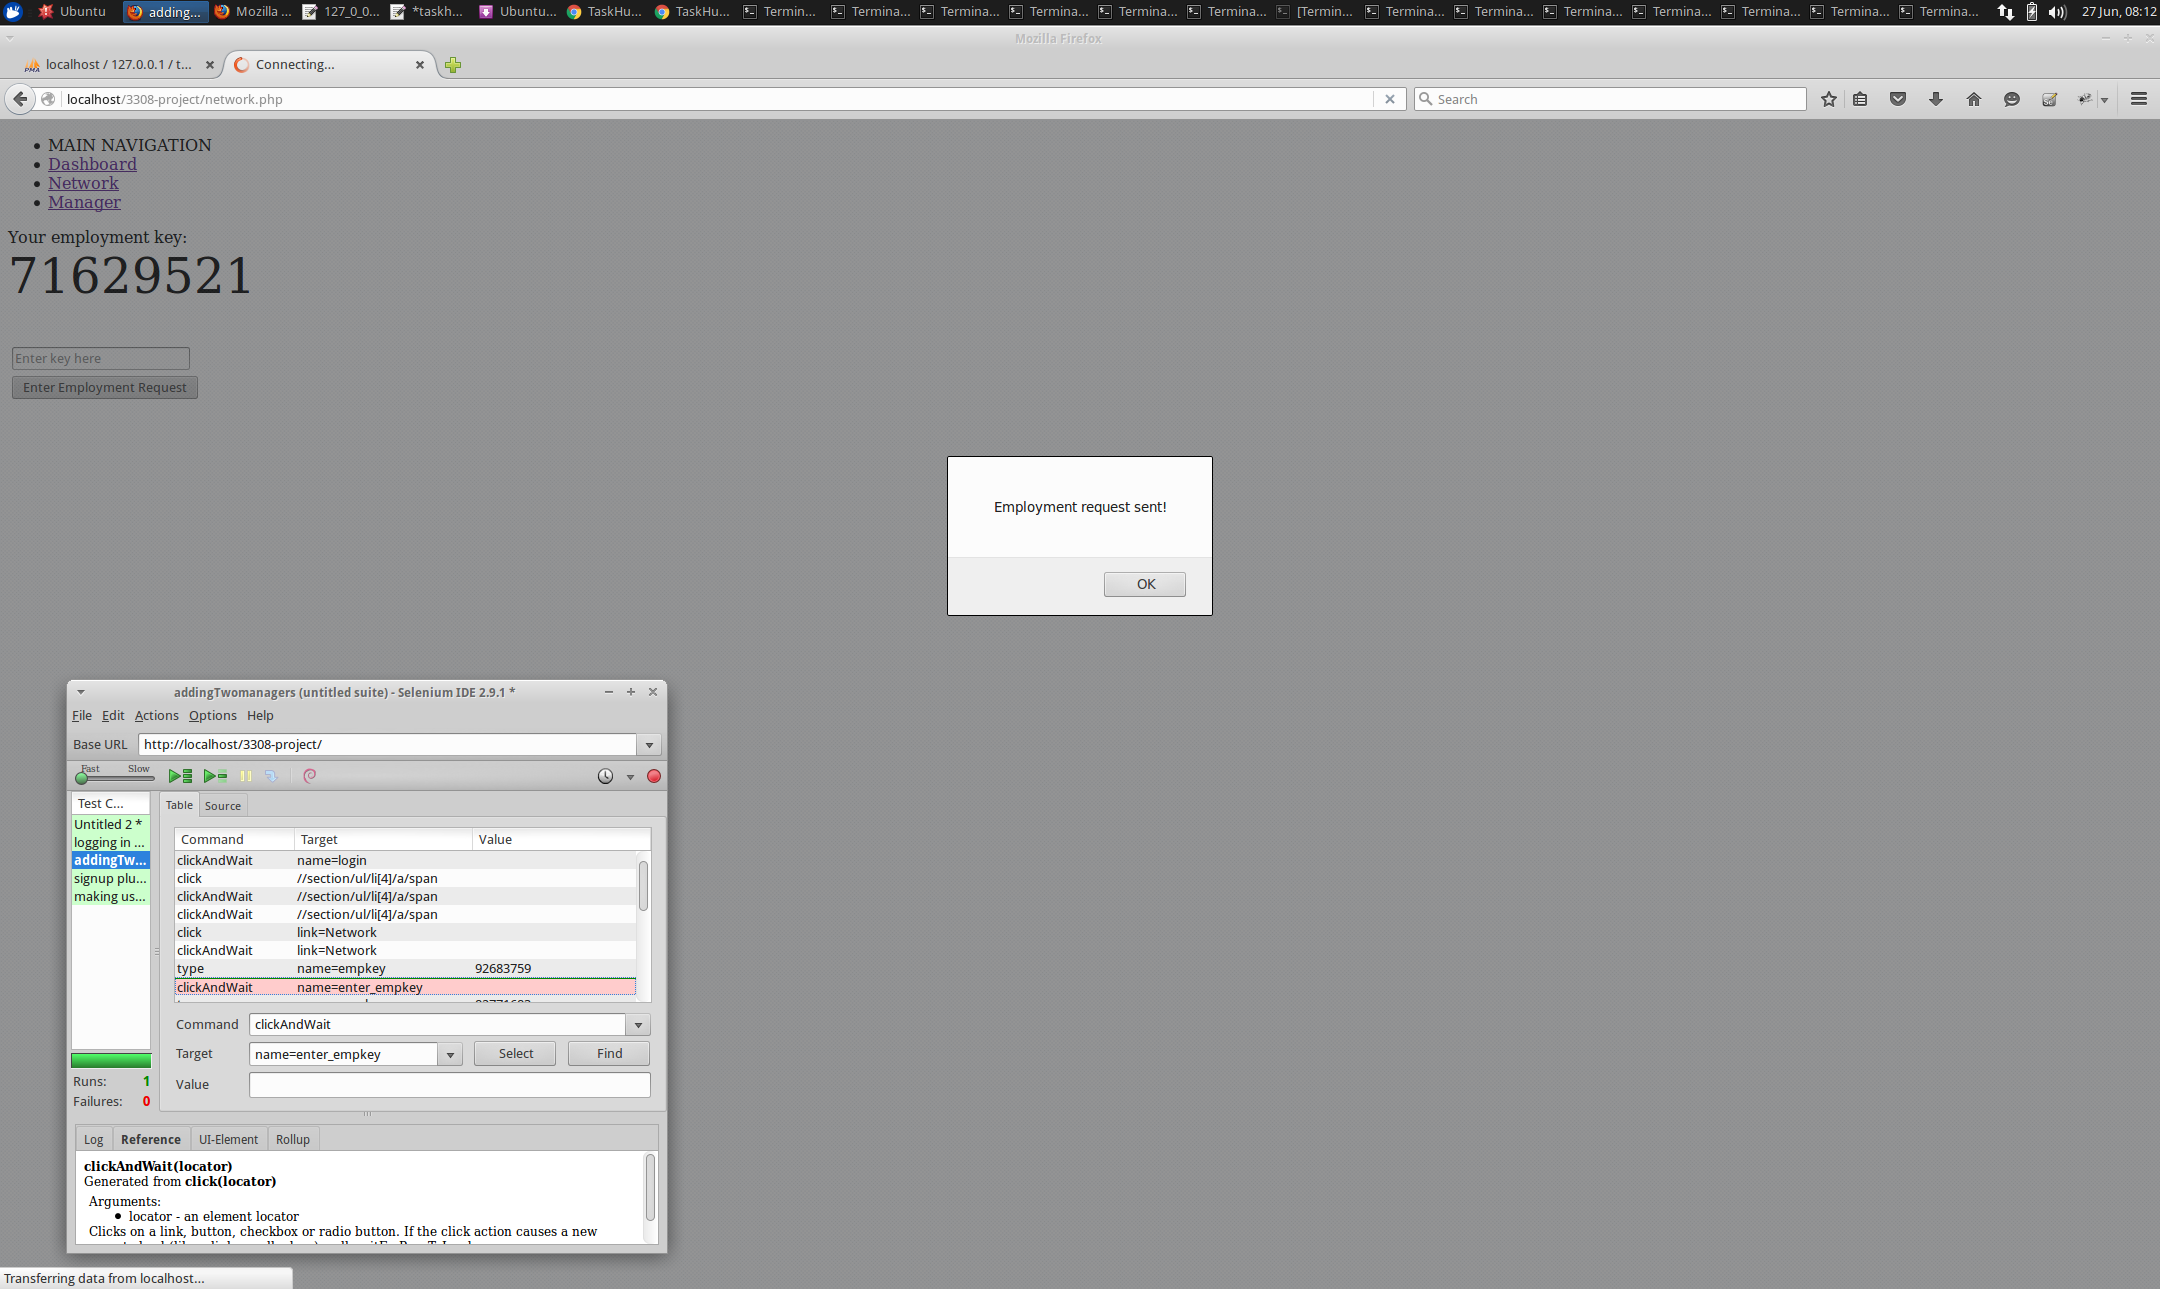 Ubuntu adding... Mozilla ... 127_0_0... *taskh... Ubuntu... TaskHu... TaskHu... Termin... Termina... Termina... Termina... Termina... Termina... [Termin... Termina... Termina... Termina... Termina... Termina... Termina... Termina... 27 Jun, 08:12
Mozilla Firefox
PMA localhost / 127.0.0.1 / t... Connecting...
localhost/3308-project/network.php Search
MAIN NAVIGATION
Dashboard
Network
Manager
Your employment key:
71629521
Enter key here
Enter Employment Request
Employment request sent!
OK
addingTwomanagers (untitled suite) - Selenium IDE 2.9.1 *
File Edit Actions Options Help
Base URL http://localhost/3308-project/
Fast Slow
Test C... Table Source
Untitled 2 *
logging in ...
addingTw...
signup plu...
making us...
Command Target Value
clickAndWait name=login
click //section/ul/li[4]/a/span
clickAndWait //section/ul/li[4]/a/span
clickAndWait //section/ul/li[4]/a/span
click link=Network
clickAndWait link=Network
type name=empkey 92683759
clickAndWait name=enter_empkey
Command clickAndWait
Target name=enter_empkey Select Find
Value
Runs: 1
Failures: 0
Log Reference UI-Element Rollup
clickAndWait(locator)
Generated from click(locator)
Arguments:
locator - an element locator
Clicks on a link, button, checkbox or radio button. If the click action causes a new
Transferring data from localhost...